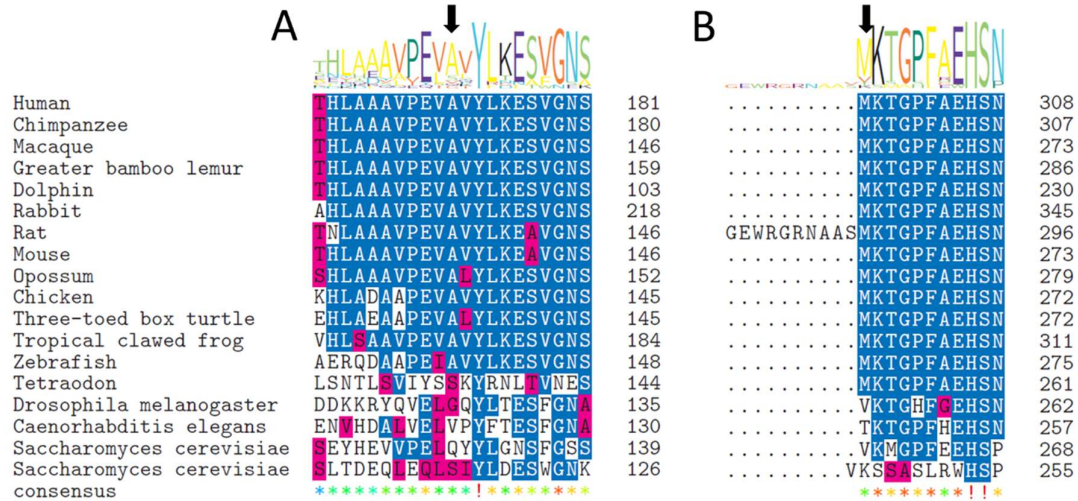 A
B
THLAAAVPEVAVYLKESVGNS GEWRGRNAASMKTGPFAEHSN
Human THLAAAVPEVAVYLKESVGNS 181 ..........MKTGPFAEHSN 308
Chimpanzee THLAAAVPEVAVYLKESVGNS 180 ..........MKTGPFAEHSN 307
Macaque THLAAAVPEVAVYLKESVGNS 146 ..........MKTGPFAEHSN 273
Greater bamboo lemur THLAAAVPEVAVYLKESVGNS 159 ..........MKTGPFAEHSN 286
Dolphin THLAAAVPEVAVYLKESVGNS 103 ..........MKTGPFAEHSN 230
Rabbit AHLAAAVPEVAVYLKESVGNS 218 ..........MKTGPFAEHSN 345
Rat TNLAAAVPEVAVYLKEAVGNS 146 GEWRGRNAASMKTGPFAEHSN 296
Mouse THLAAAVPEVAVYLKEAVGNS 146 ..........MKTGPFAEHSN 273
Opossum SHLAAAVPEVALYLKESVGNS 152 ..........MKTGPFAEHSN 279
Chicken KHLADAAPEVAVYLKESVGNS 145 ..........MKTGPFAEHSN 272
Three-toed box turtle EHLAEAAPEVALYLKESVGNS 145 ..........MKTGPFAEHSN 272
Tropical clawed frog VHLSAAVPEVAVYLKESVGNS 184 ..........MKTGPFAEHSN 311
Zebrafish AERQDAAPEIAVYLKESVGNS 148 ..........MKTGPFAEHSN 275
Tetraodon LSNTLSVIYSSKYRNLTVNES 144 ..........MKTGPFAEHSN 261
Drosophila melanogaster DDKKRYQVELGQYLTESFGNA 135 ..........VKTGHFGEHSN 262
Caenorhabditis elegans ENVHDALVELVPYFTESFGNA 130 ..........TKTGPFHEHSN 257
Saccharomyces cerevisiae SEYHEVVPELQYYLGNSFGSS 139 ..........VKMGPFEEHSP 268
Saccharomyces cerevisiae SLTDEQLEQLSIYLDESWGNK 126 .........VKSSASLRWHSP 255
consensus ************!******** ********!!*